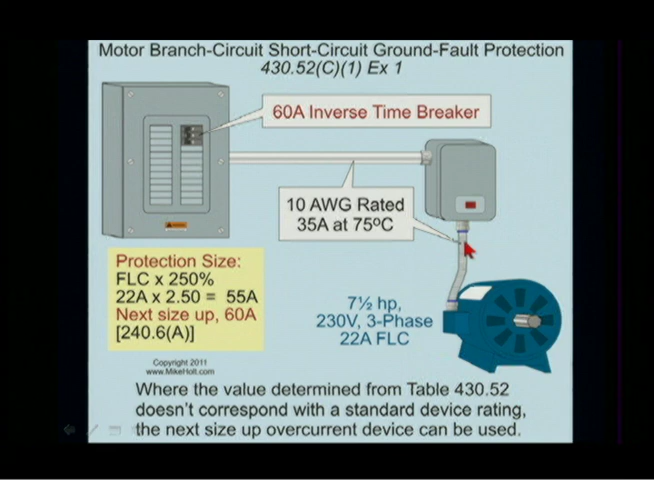 Motor Branch-Circuit Short-Circuit Ground-Fault Protection
430.52(C)(1) Ex 1
60A Inverse Time Breaker
10 AWG Rated
35A at 75ºC
Protection Size:
FLC x 250%
22A x 2.50 = 55A
Next size up, 60A
[240.6(A)]
7½ hp,
230V, 3-Phase
22A FLC
Copyright 2011
www.MikeHolt.com
Where the value determined from Table 430.52
doesn't correspond with a standard device rating,
the next size up overcurrent device can be used.